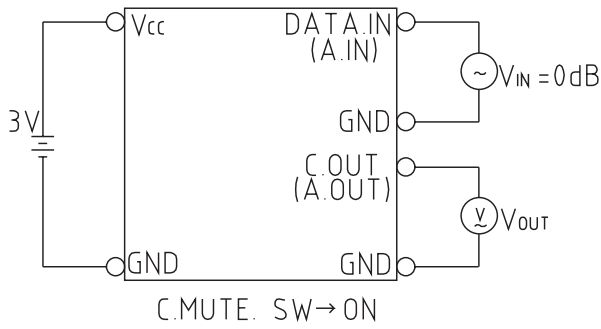 Vcc
DATA.IN
(A.IN)
~
VIN = 0dB
GND
3V
C.OUT
(A.OUT)
V
VOUT
GND
GND
C.MUTE. SW→ON